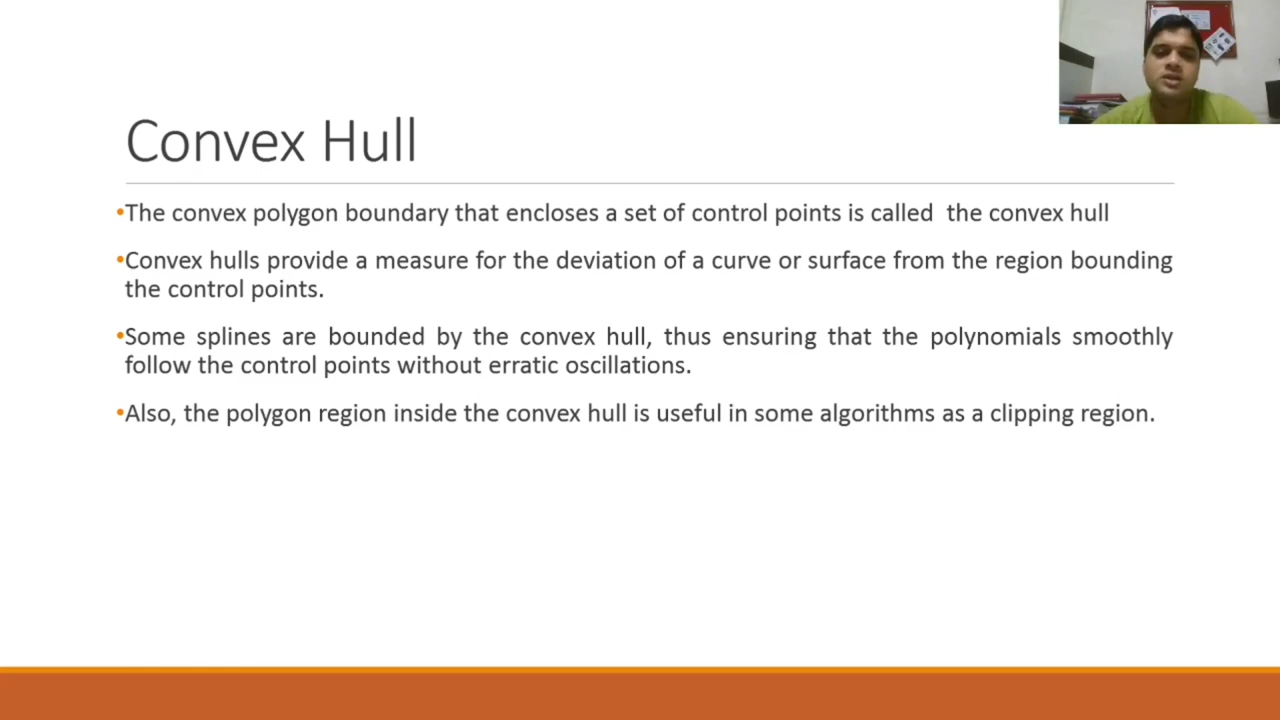 Convex Hull
•The convex polygon boundary that encloses a set of control points is called  the convex hull
•Convex hulls provide a measure for the deviation of a curve or surface from the region bounding
the control points.
•Some splines are bounded by the convex hull, thus ensuring that the polynomials smoothly
follow the control points without erratic oscillations.
•Also, the polygon region inside the convex hull is useful in some algorithms as a clipping region.